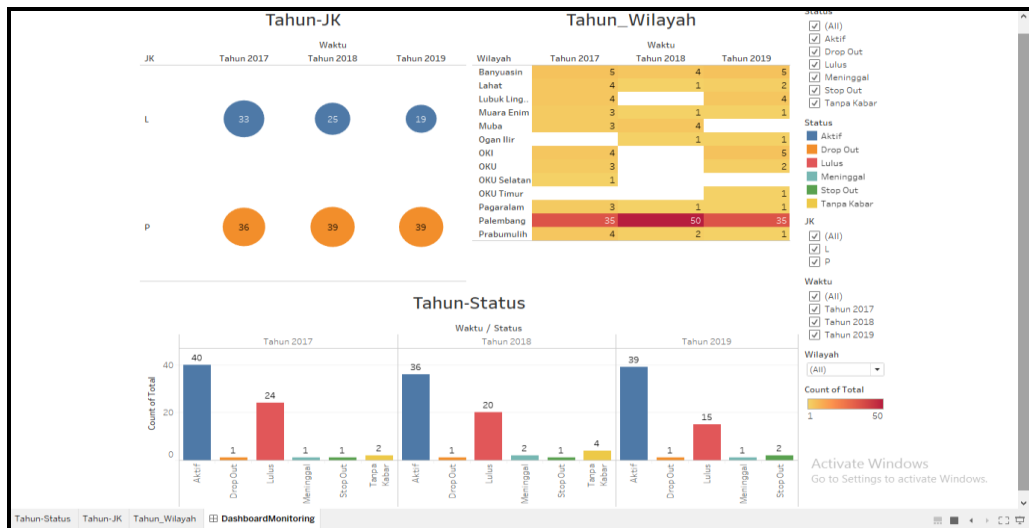 Tahun-JK
Waktu
JK Tahun 2017 Tahun 2018 Tahun 2019
L 33 25 19
P 36 39 39
Tahun_Wilayah
Waktu
Wilayah Tahun 2017 Tahun 2018 Tahun 2019
Banyuasin 5 4 5
Lahat 4 1 2
Lubuk Ling.. 4 4
Muara Enim 3 1 1
Muba 3 4
Ogan Ilir 1 1
OKI 4 5
OKU 3 2
OKU Selatan 1
OKU Timur 1
Pagaralam 3 1 1
Palembang 35 50 35
Prabumulih 4 2 1
Status
(All)
Aktif
Drop Out
Lulus
Meninggal
Stop Out
Tanpa Kabar
Status
Aktif
Drop Out
Lulus
Meninggal
Stop Out
Tanpa Kabar
JK
(All)
L
P
Waktu
(All)
Tahun 2017
Tahun 2018
Tahun 2019
Wilayah
(All)
Count of Total
1 50
Tahun-Status
Waktu / Status
Tahun 2017 Tahun 2018 Tahun 2019
Count of Total
40
20
0
40 1 24 1 1 2
36 1 20 2 1 4
39 1 15 1 2
Aktif
Drop Out
Lulus
Meninggal
Stop Out
Tanpa
Kabar
Aktif
Drop Out
Lulus
Meninggal
Stop Out
Tanpa
Kabar
Aktif
Drop Out
Lulus
Meninggal
Stop Out
Activate Windows
Go to Settings to activate Windows.
Tahun-Status Tahun-JK Tahun_Wilayah DashboardMonitoring